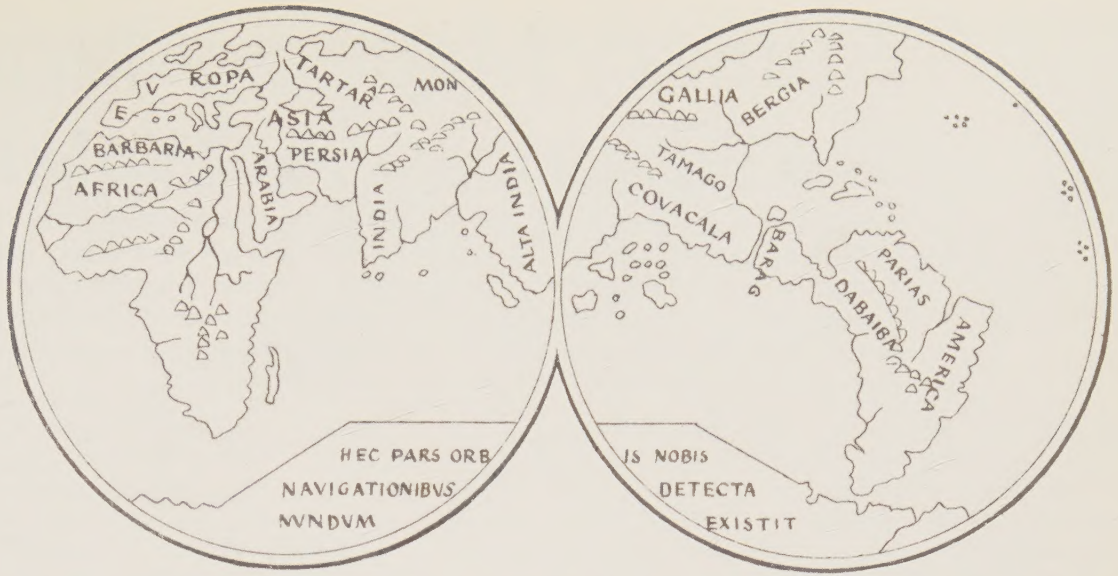 EVROPA
TARTAR
MON
ASIA
BARBARIA
PERSIA
AFRICA
ARABIA
INDIA
ALTA INDIA
HEC PARS ORB
NAVIGATIONIBVS
NVNDVM
GALLIA
BERGIA
TAMAGO
COVACALA
BARAG
PARIAS
DABAIBA
AMERICA
IS NOBIS
DETECTA
EXISTIT